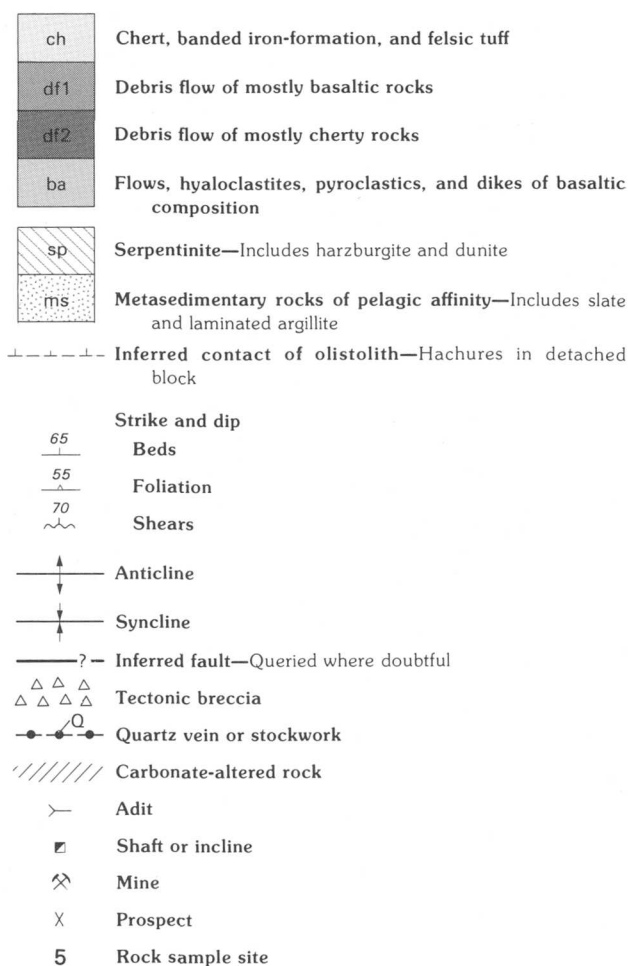 ch Chert, banded iron-formation, and felsic tuff
df1 Debris flow of mostly basaltic rocks
df2 Debris flow of mostly cherty rocks
ba Flows, hyaloclastites, pyroclastics, and dikes of basaltic
composition
sp Serpentinite—Includes harzburgite and dunite
ms Metasedimentary rocks of pelagic affinity—Includes slate
and laminated argillite
Inferred contact of olistolith—Hachures in detached
block
Strike and dip
65 Beds
55 Foliation
70 Shears
Anticline
Syncline
? Inferred fault—Queried where doubtful
Tectonic breccia
Q Quartz vein or stockwork
Carbonate-altered rock
Adit
Shaft or incline
Mine
X Prospect
5 Rock sample site